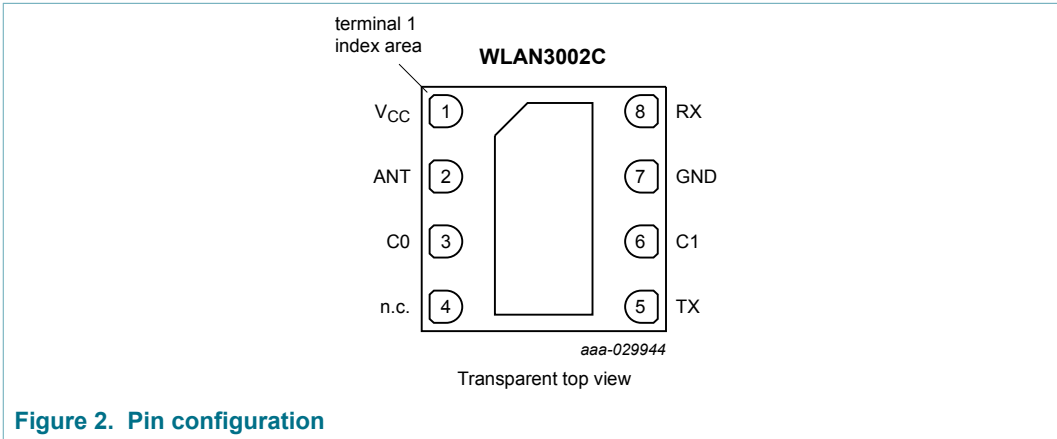 terminal 1
index area
WLAN3002C
VCC 1 8 RX
ANT 2 7 GND
C0 3 6 C1
n.c. 4 5 TX
aaa-029944
Transparent top view
Figure 2. Pin configuration